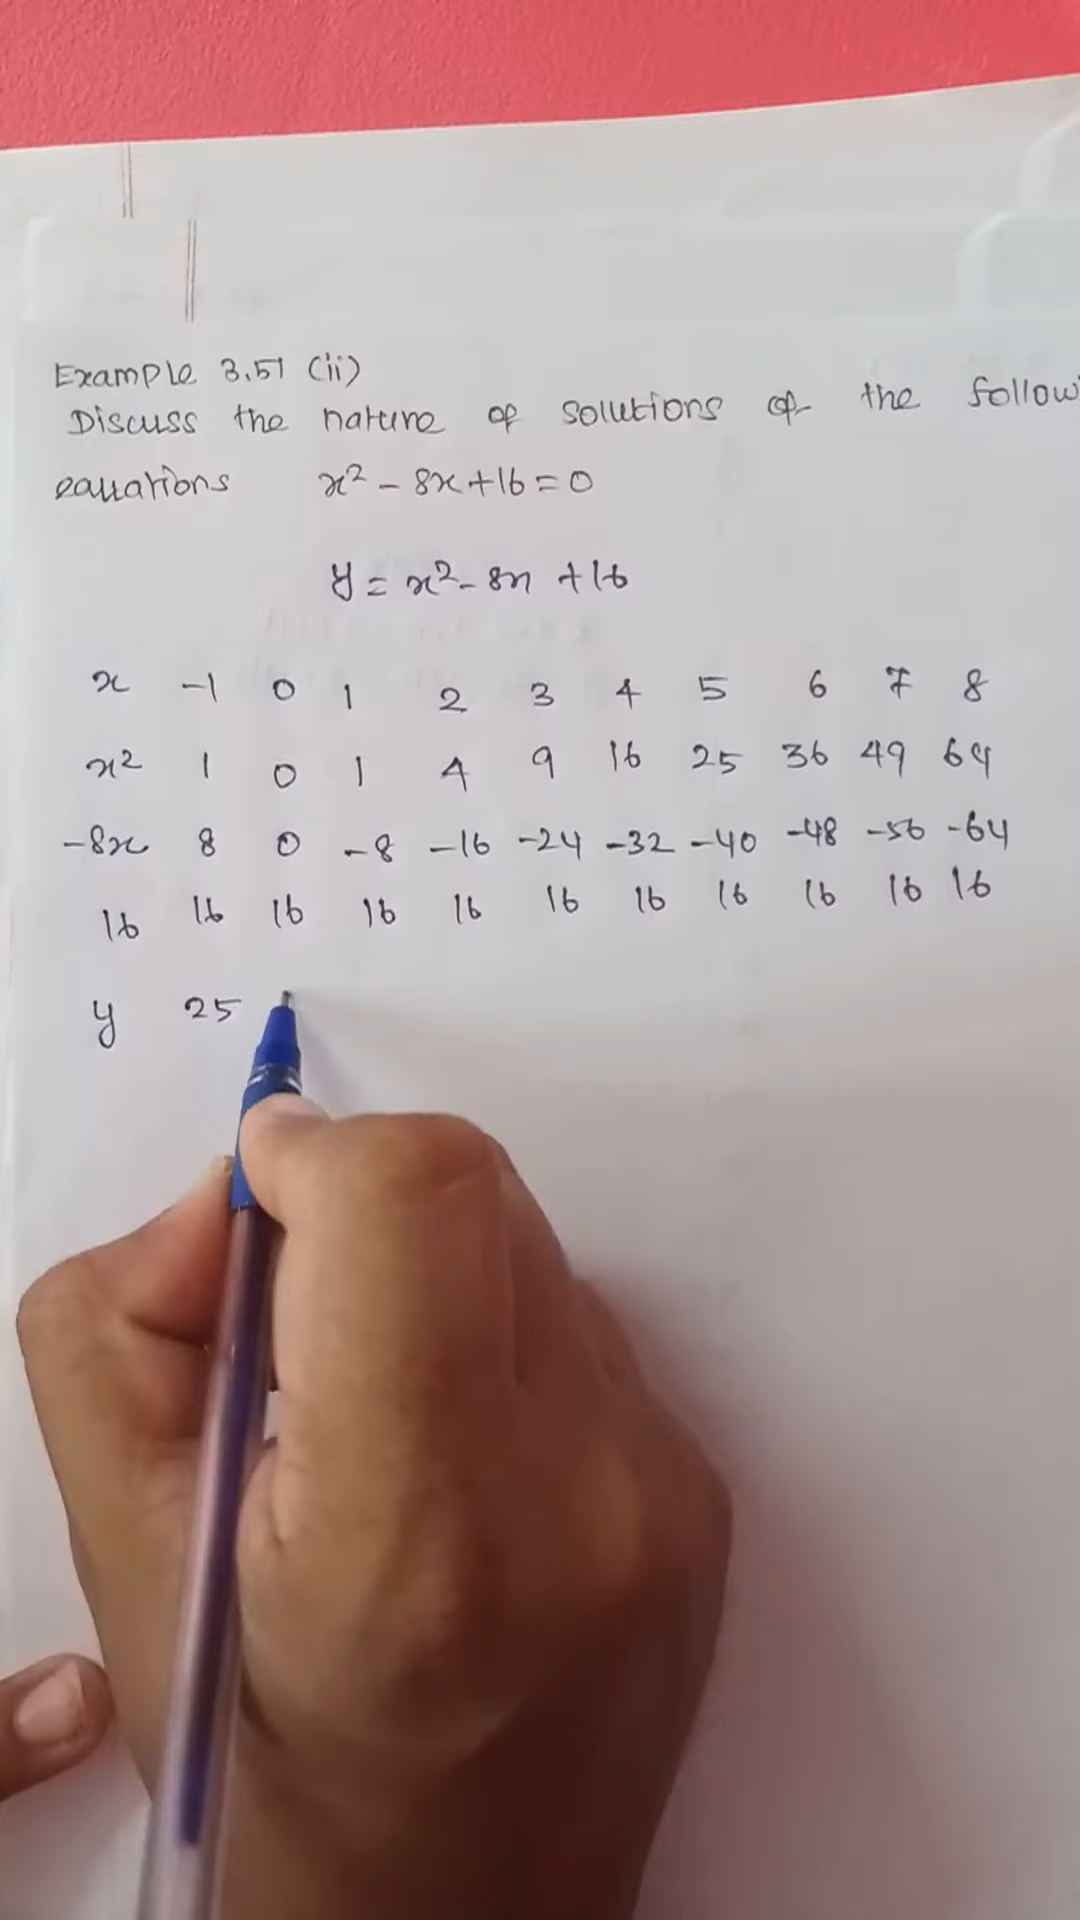 Example 3.51 (ii)
Discuss the nature of solutions of the follow
equations x² - 8x + 16 = 0
y = x² - 8x + 16
x -1 0 1 2 3 4 5 6 7 8
x² 1 0 1 4 9 16 25 36 49 64
-8x 8 0 -8 -16 -24 -32 -40 -48 -56 -64
16 16 16 16 16 16 16 16 16 16 16
y 25